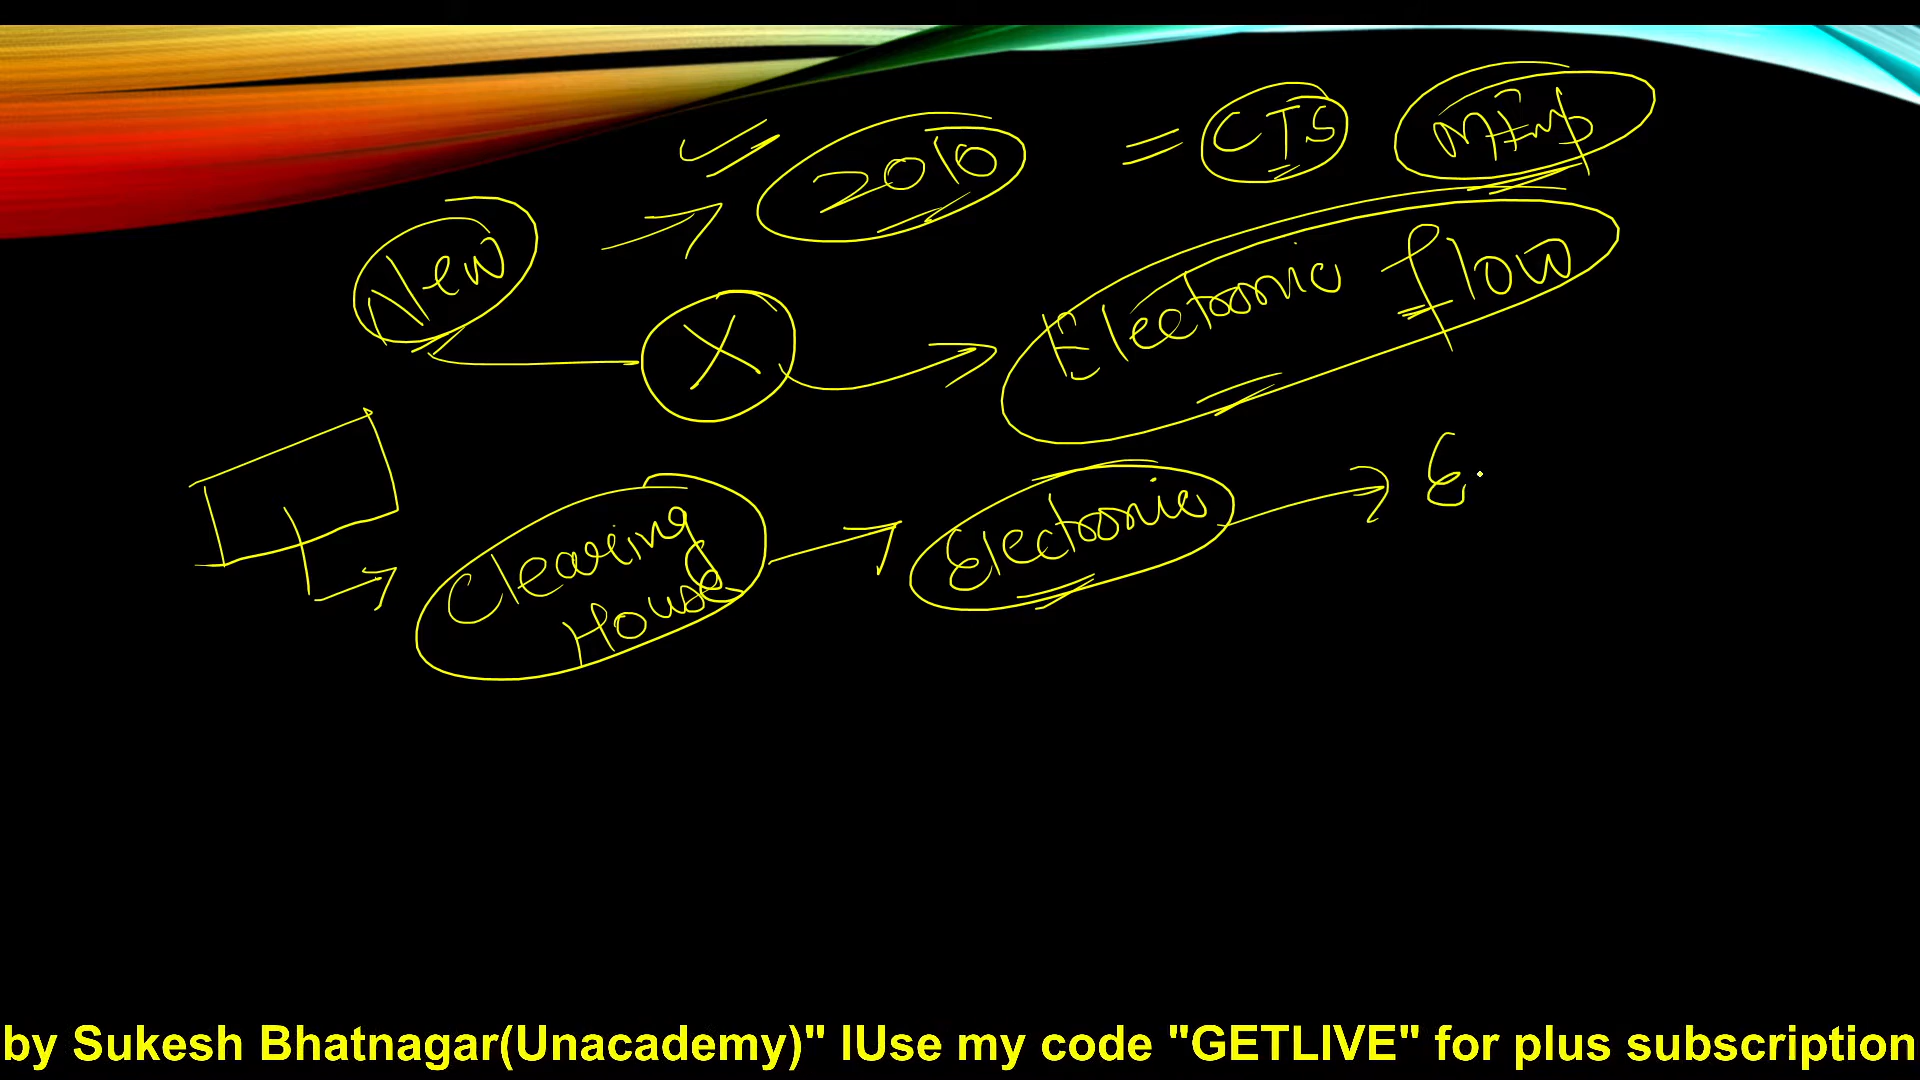 2010 = CTS MImp
New
X Electronic flow
Clearing House
Electronic
E
by Sukesh Bhatnagar(Unacademy)" lUse my code "GETLIVE" for plus subscription